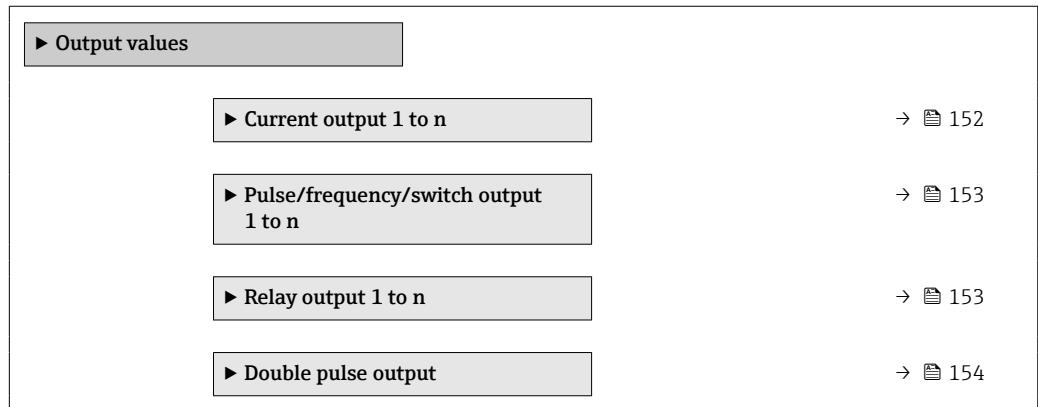 ▶ Output values
▶ Current output 1 to n → 152
▶ Pulse/frequency/switch output → 153
1 to n
▶ Relay output 1 to n → 153
▶ Double pulse output → 154